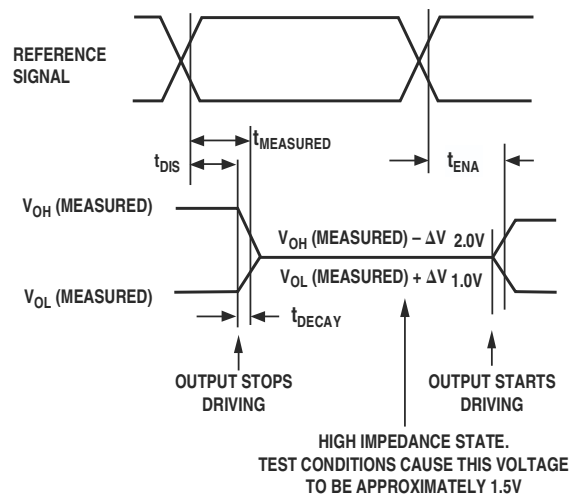 REFERENCE
SIGNAL
tMEASURED
tDIS
tENA
VOH (MEASURED)
VOH (MEASURED) – ΔV 2.0V
VOL (MEASURED) + ΔV 1.0V
VOL (MEASURED)
tDECAY
OUTPUT STOPS
DRIVING
OUTPUT STARTS
DRIVING
HIGH IMPEDANCE STATE.
TEST CONDITIONS CAUSE THIS VOLTAGE
TO BE APPROXIMATELY 1.5V